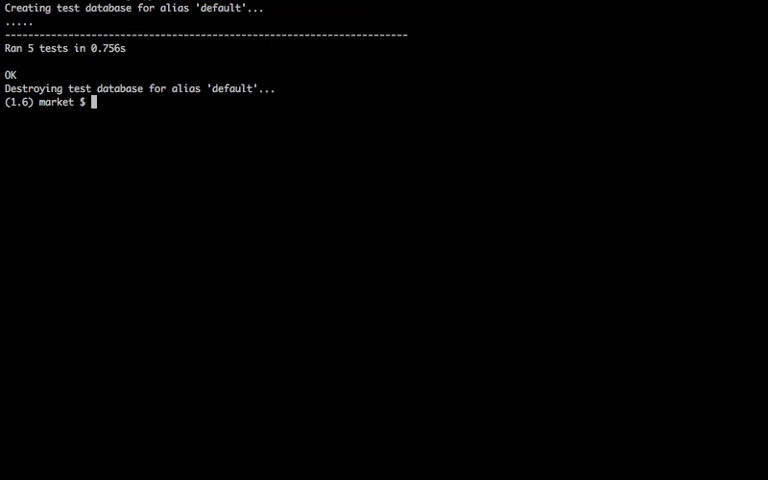 Creating test database for alias 'default'...
.....
----------------------------------------------------------------------
Ran 5 tests in 0.756s
OK
Destroying test database for alias 'default'...
(1.6) market $